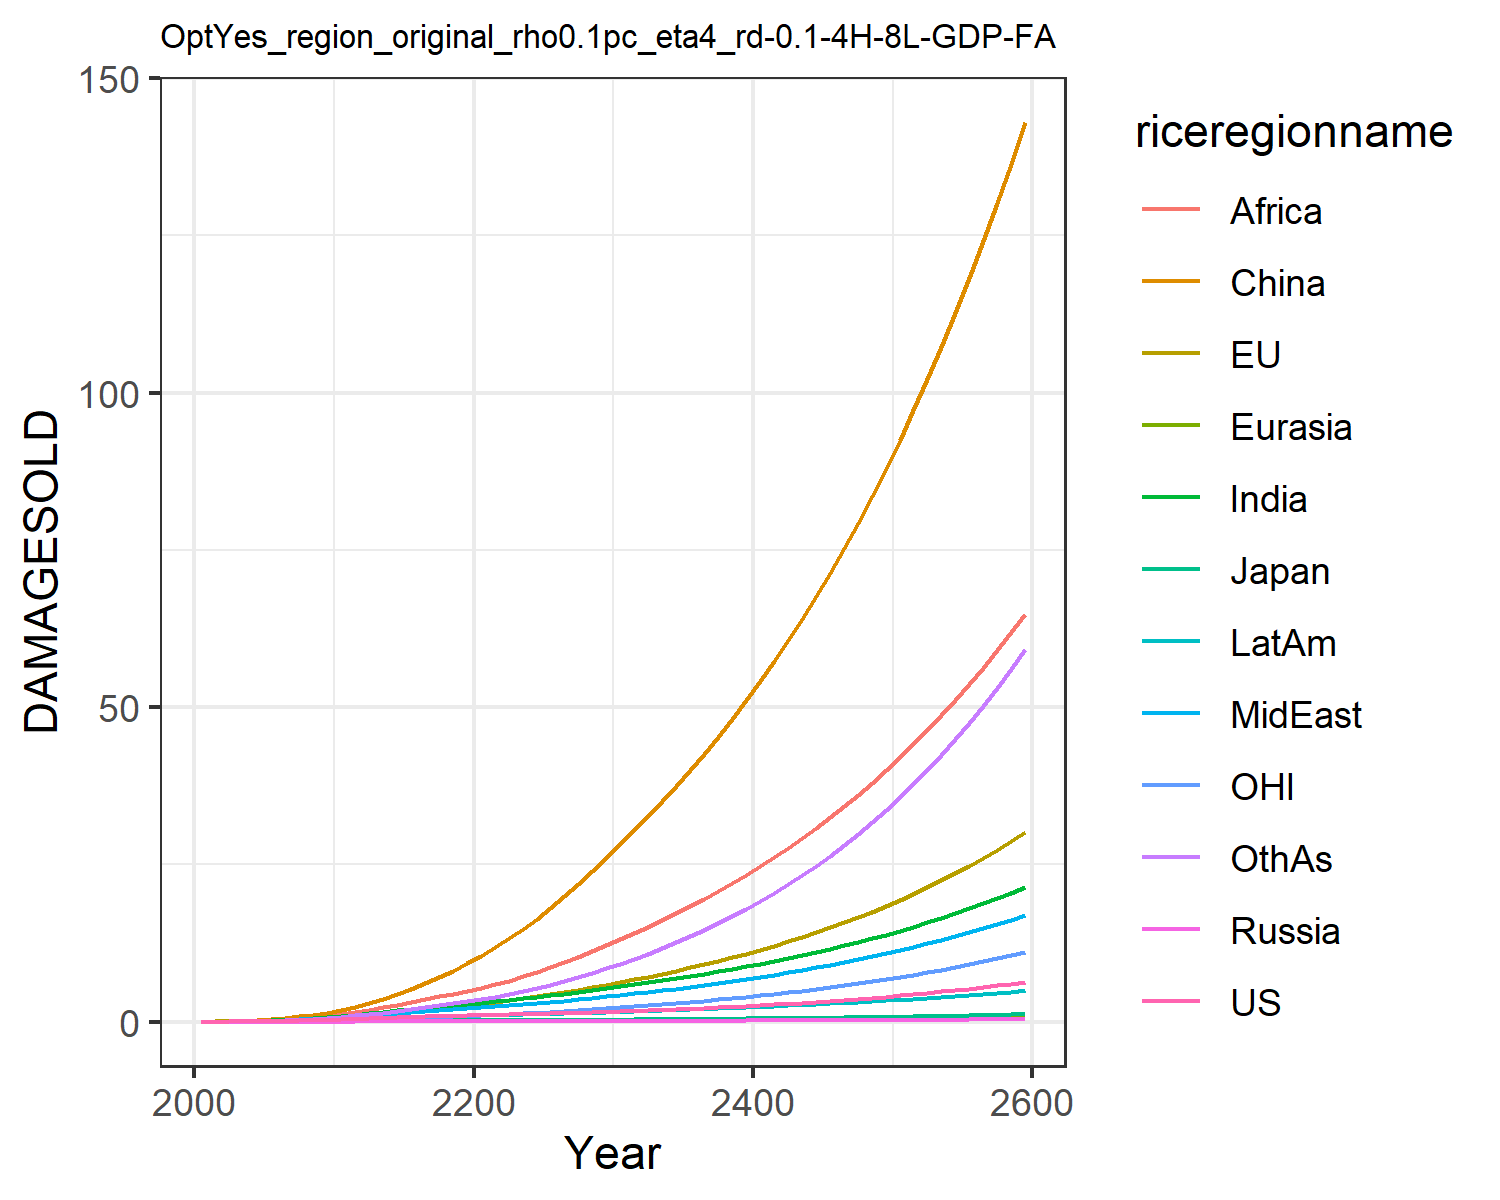 OptYes_region_original_rho0.1pc_eta4_rd-0.1-4H-8L-GDP-FA
150
100
50
0
DAMAGESOLD
2000 2200 2400 2600
Year
riceregionname
Africa
China
EU
Eurasia
India
Japan
LatAm
MidEast
OHI
OthAs
Russia
US